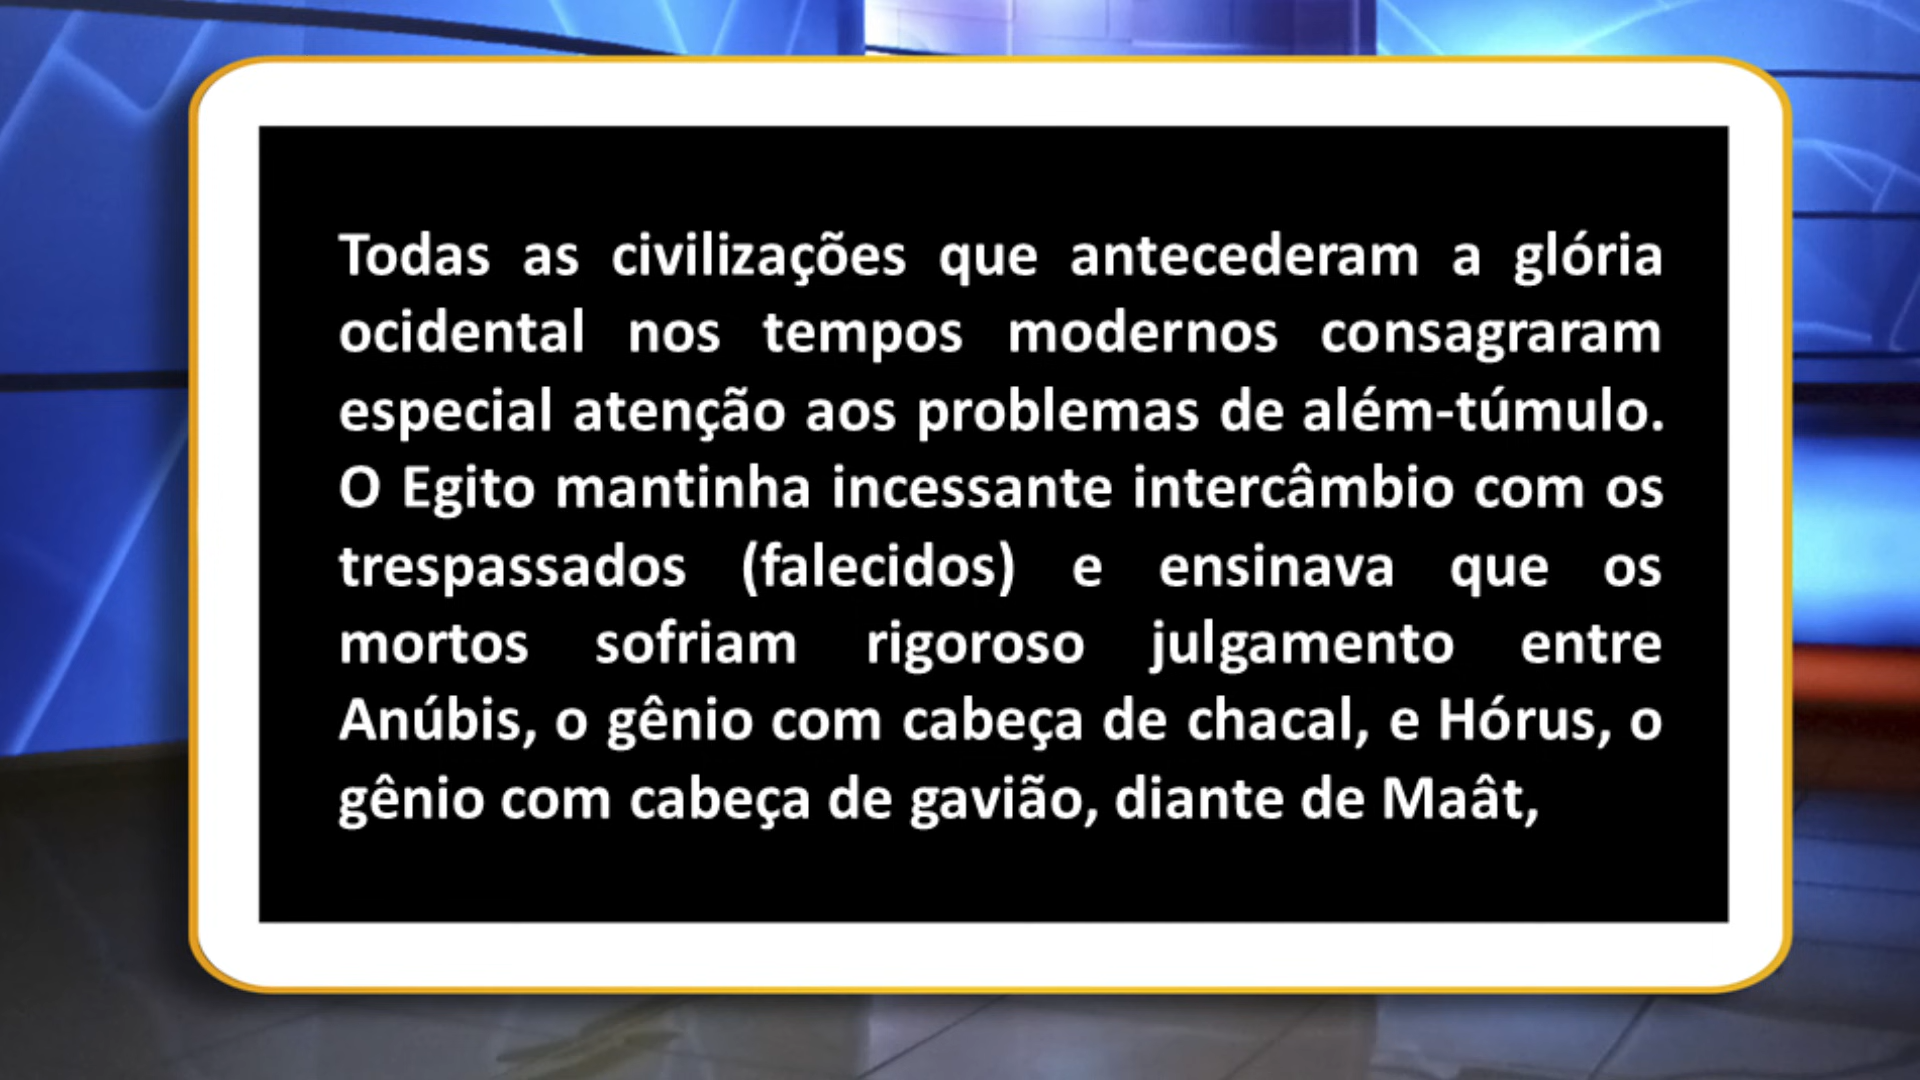 Todas as civilizações que antecederam a glória
ocidental nos tempos modernos consagraram
especial atenção aos problemas de além-túmulo.
O Egito mantinha incessante intercâmbio com os
trespassados (falecidos) e ensinava que os
mortos sofriam rigoroso julgamento entre
Anúbis, o gênio com cabeça de chacal, e Hórus, o
gênio com cabeça de gavião, diante de Maât,